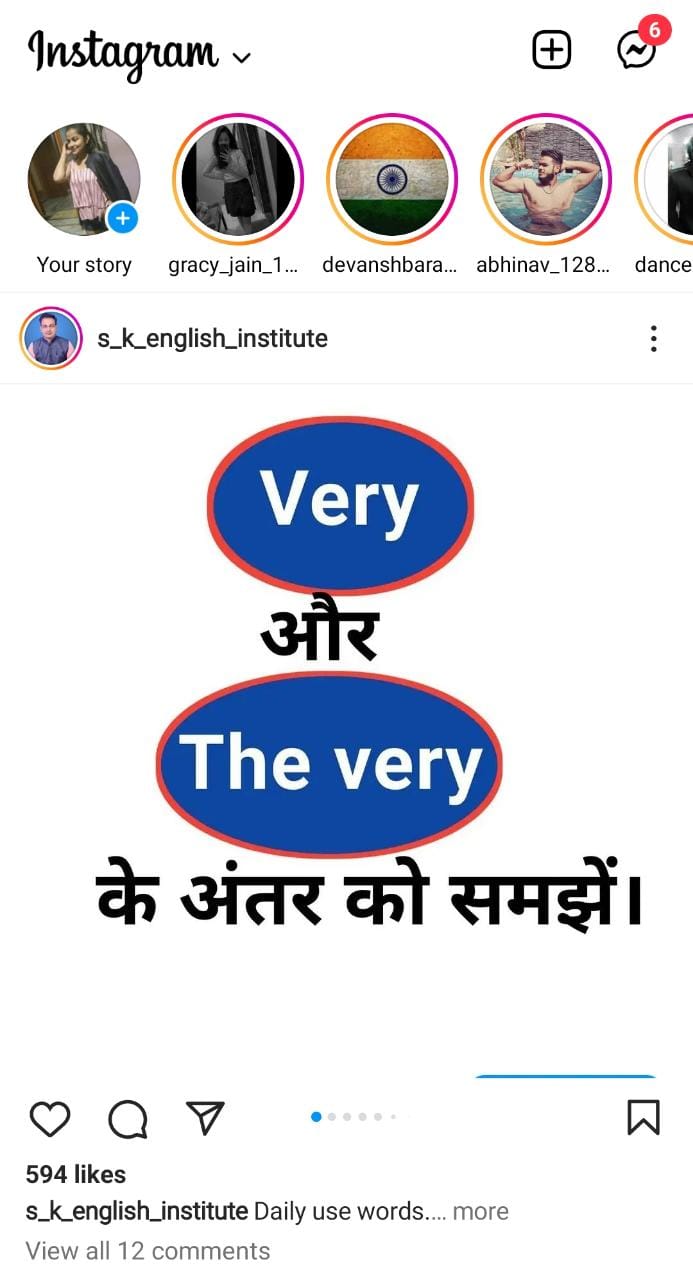 Instagram
6
Your story gracy_jain_1... devanshbara... abhinav_128... dance
s_k_english_institute
Very
और
The very
के अंतर को समझें।
594 likes
s_k_english_institute Daily use words.... more
View all 12 comments